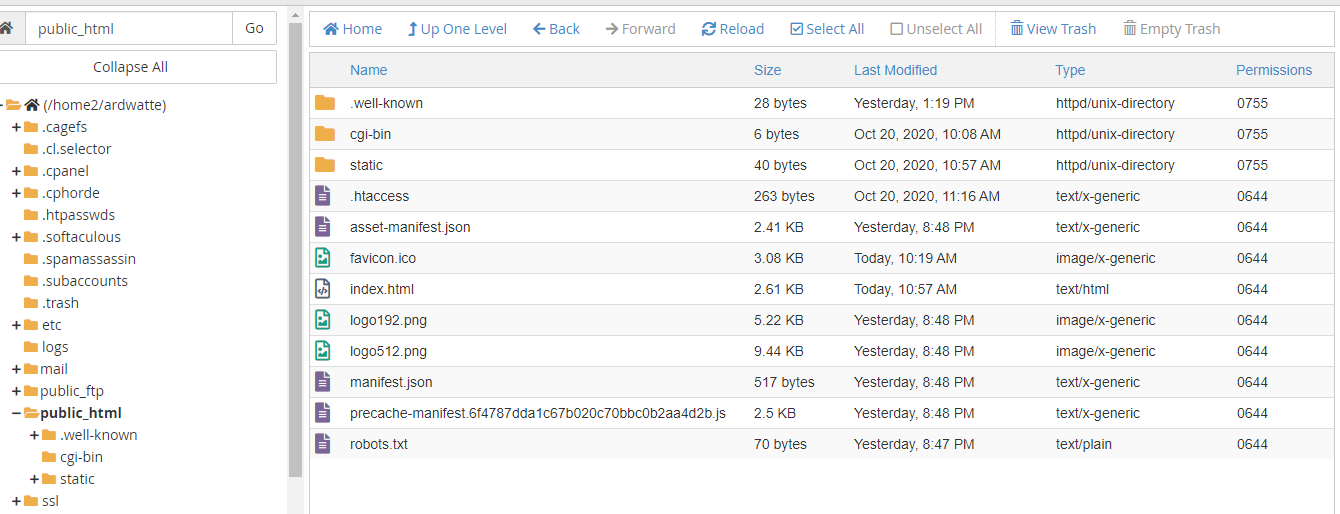 public_html Go
Collapse All
(/home2/ardwatte)
.cagefs
.cl.selector
.cpanel
.cphorde
.htpasswds
.softaculous
.spamassassin
.subaccounts
.trash
etc
logs
mail
public_ftp
public_html
.well-known
cgi-bin
static
ssl
Home Up One Level Back Forward Reload Select All Unselect All View Trash Empty Trash
Name Size Last Modified Type Permissions
.well-known 28 bytes Yesterday, 1:19 PM httpd/unix-directory 0755
cgi-bin 6 bytes Oct 20, 2020, 10:08 AM httpd/unix-directory 0755
static 40 bytes Oct 20, 2020, 10:57 AM httpd/unix-directory 0755
.htaccess 263 bytes Oct 20, 2020, 11:16 AM text/x-generic 0644
asset-manifest.json 2.41 KB Yesterday, 8:48 PM text/x-generic 0644
favicon.ico 3.08 KB Today, 10:19 AM image/x-generic 0644
index.html 2.61 KB Today, 10:57 AM text/html 0644
logo192.png 5.22 KB Yesterday, 8:48 PM image/x-generic 0644
logo512.png 9.44 KB Yesterday, 8:48 PM image/x-generic 0644
manifest.json 517 bytes Yesterday, 8:48 PM text/x-generic 0644
precache-manifest.6f4787dda1c67b020c70bbc0b2aa4d2b.js 2.5 KB Yesterday, 8:48 PM text/x-generic 0644
robots.txt 70 bytes Yesterday, 8:47 PM text/plain 0644